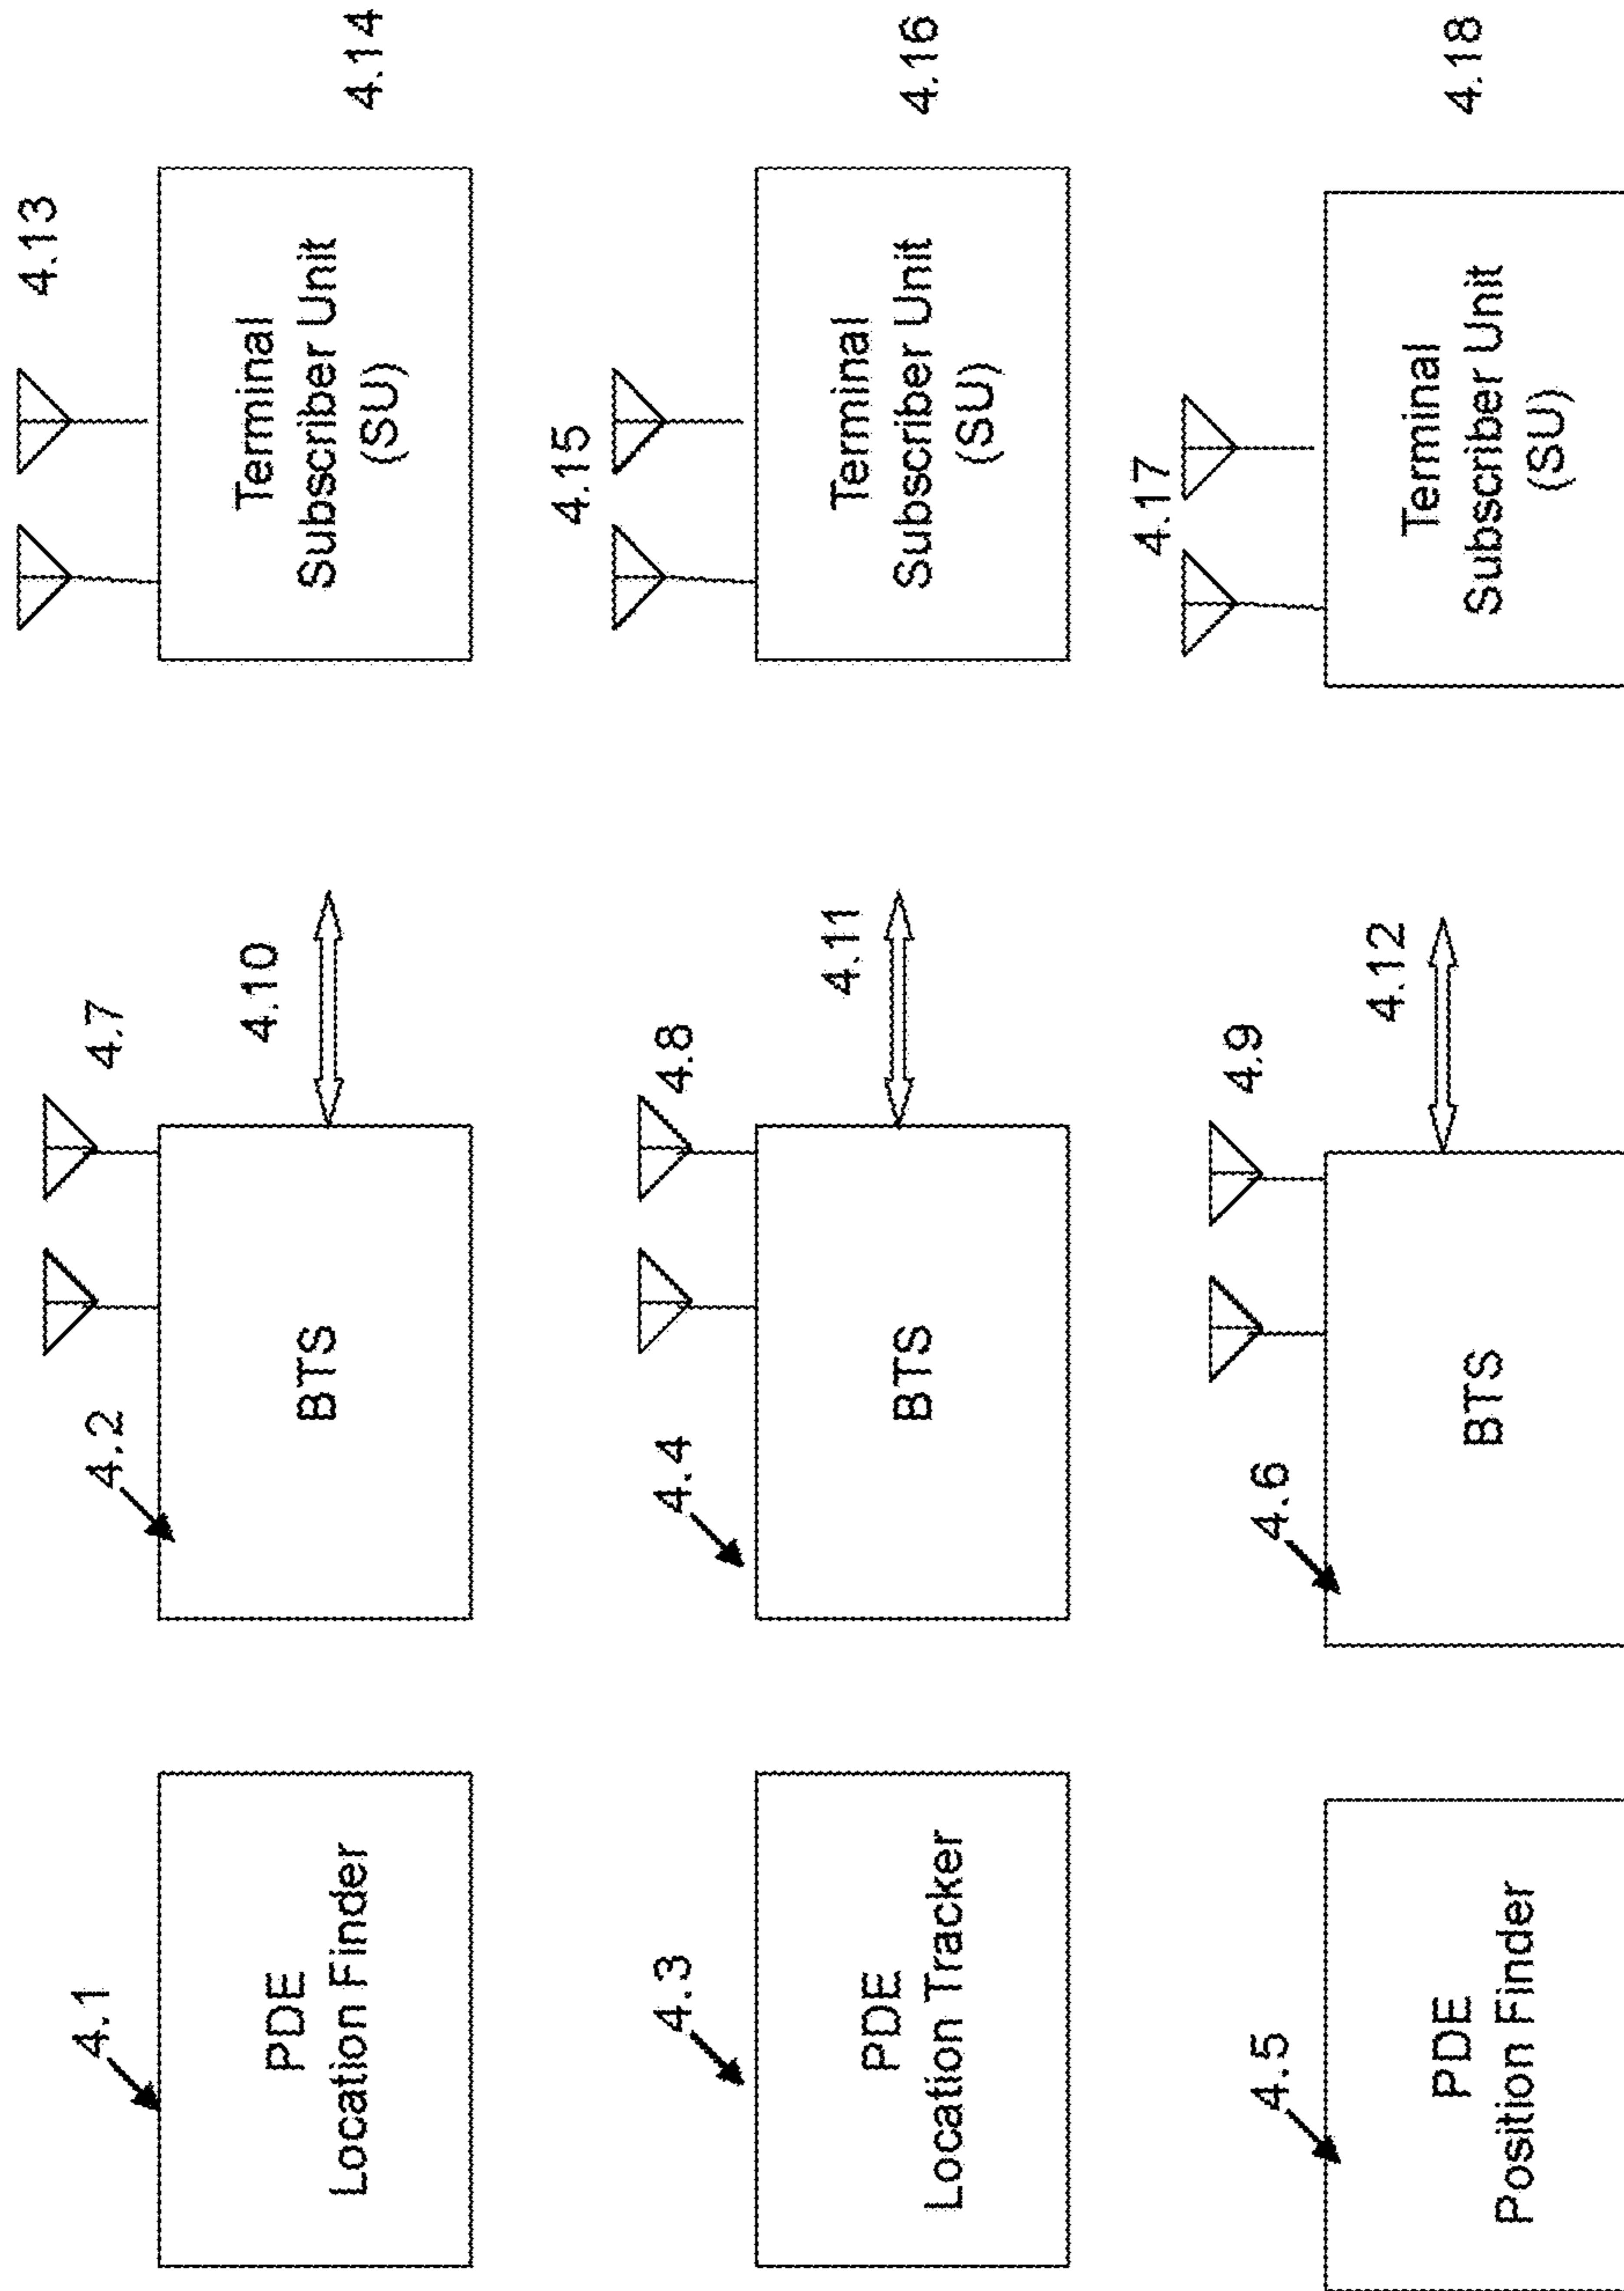 4.1
PDE
Location Finder
4.2
BTS
4.7
4.10
4.13
Terminal
Subscriber Unit
(SU)
4.14
4.3
PDE
Location Tracker
4.4
BTS
4.8
4.11
4.15
Terminal
Subscriber Unit
(SU)
4.16
4.5
PDE
Position Finder
4.6
BTS
4.9
4.12
4.17
Terminal
Subscriber Unit
(SU)
4.18